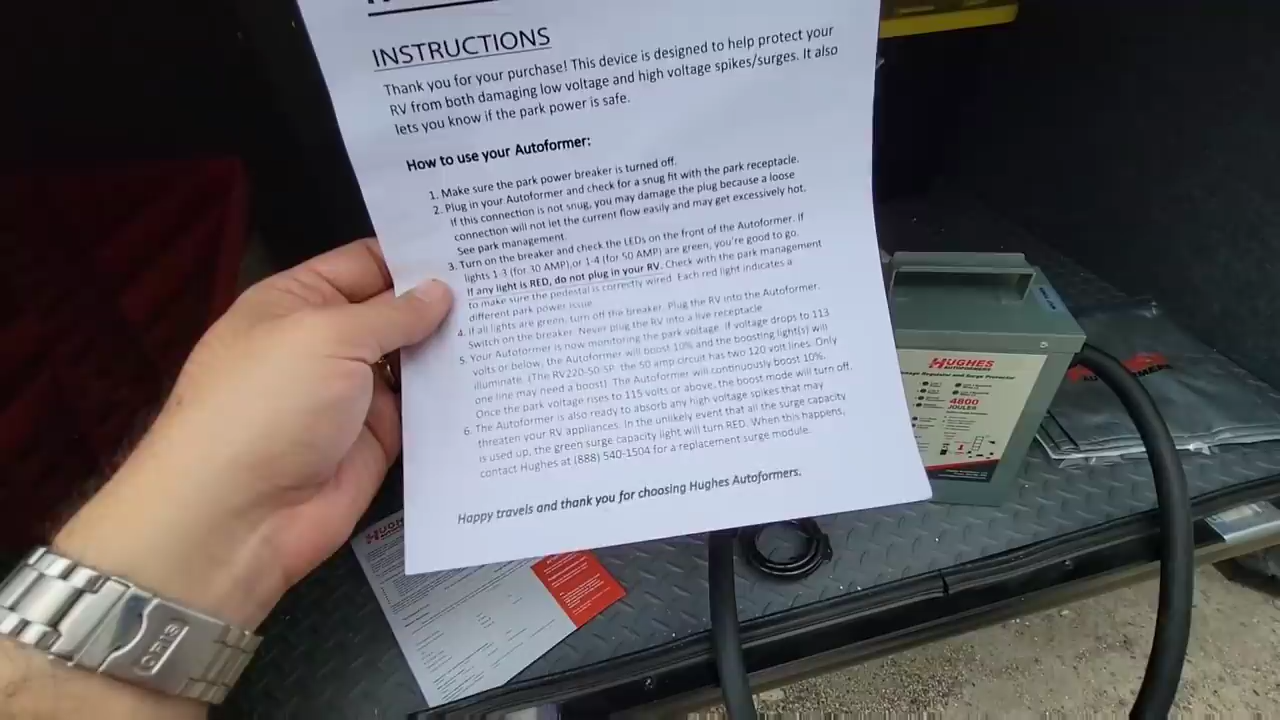 INSTRUCTIONS
Thank you for your purchase! This device is designed to help protect your
RV from both damaging low voltage and high voltage spikes/surges. It also
lets you know if the park power is safe.
How to use your Autoformer:
1. Make sure the park power breaker is turned off.
2. Plug in your Autoformer and check for a snug fit with the park receptacle.
If this connection is not snug, you may damage the plug because a loose
connection will not let the current flow easily and may get excessively hot.
See park management.
3. Turn on the breaker and check the LEDs on the front of the Autoformer. If
lights 1-3 (for 30 AMP),or 1-4 (for 50 AMP) are green, you're good to go.
If any light is RED, do not plug in your RV. Check with the park management
to make sure the pedestal is correctly wired. Each red light indicates a
different park power issue.
4. If all lights are green, turn off the breaker. Plug the RV into the Autoformer.
Switch on the breaker. Never plug the RV into a live receptacle
5. Your Autoformer is now monitoring the park voltage. If voltage drops to 113
volts or below, the Autoformer will boost 10% and the boosting light(s) will
illuminate. (The RV220-50-SP, the 50 amp circuit has two 120 volt lines. Only
one line may need a boost). The Autoformer will continuously boost 10%.
Once the park voltage rises to 115 volts or above, the boost mode will turn off.
6. The Autoformer is also ready to absorb any high voltage spikes that may
threaten your RV appliances. In the unlikely event that all the surge capacity
is used up, the green surge capacity light will turn RED. When this happens,
contact Hughes at (888) 540-1504 for a replacement surge module.
Happy travels and thank you for choosing Hughes Autoformers.
HUGHES
AUTOFORMERS
Voltage Regulator and Surge Protector
4800
JOULES
HUGHES
ORIS